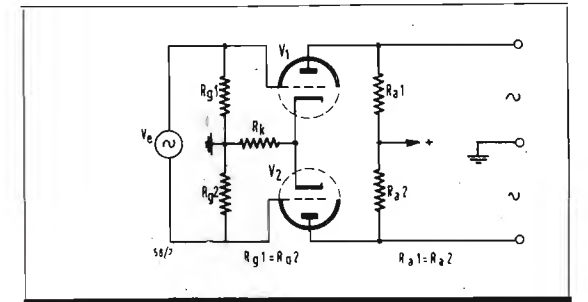 V1
Rg1
Ra1
Rk
Ve
+
V2
Rg2
Ra2
58/7
Rg1=Rg2
Ra1=Ra2